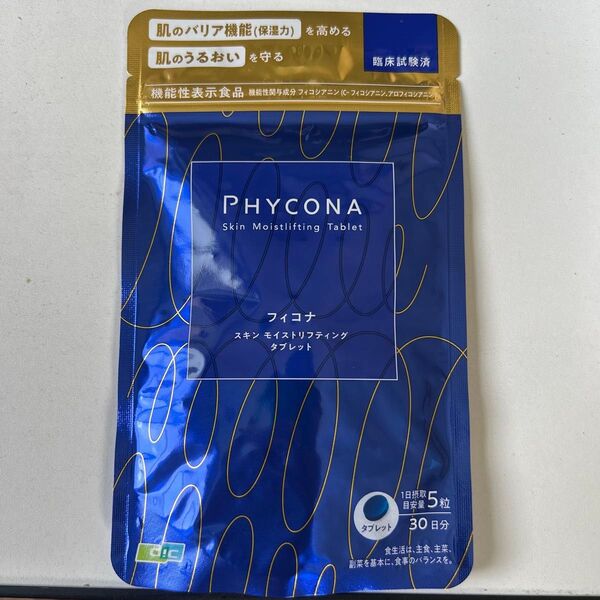 肌のバリア機能(保湿力)を高める
肌のうるおいを守る
臨床試験済
機能性表示食品 機能性関与成分 フィコシアニン(C-フィコシアニン、アロフィコシアニン)
PHYCONA
Skin Moistlifting Tablet
フィコナ
スキン モイストリフティング
タブレット
1日摂取
目安量5粒
タブレット
30日分
食生活は、主食、主菜、
副菜を基本に、食事のバランスを。
DIC